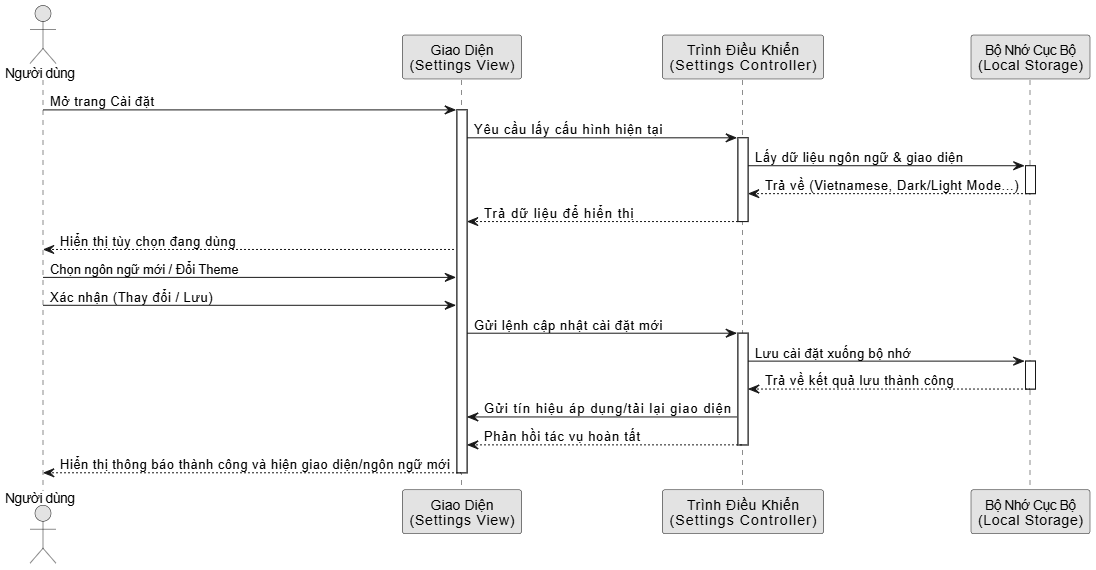 Người dùng
Giao Diện
(Settings View)
Trình Điều Khiển
(Settings Controller)
Bộ Nhớ Cục Bộ
(Local Storage)
Mở trang Cài đặt
Yêu cầu lấy cấu hình hiện tại
Lấy dữ liệu ngôn ngữ & giao diện
Trả về (Vietnamese, Dark/Light Mode...)
Trả dữ liệu để hiển thị
Hiển thị tùy chọn đang dùng
Chọn ngôn ngữ mới / Đổi Theme
Xác nhận (Thay đổi / Lưu)
Gửi lệnh cập nhật cài đặt mới
Lưu cài đặt xuống bộ nhớ
Trả về kết quả lưu thành công
Gửi tín hiệu áp dụng/tải lại giao diện
Phản hồi tác vụ hoàn tất
Hiển thị thông báo thành công và hiện giao diện/ngôn ngữ mới
Người dùng
Giao Diện
(Settings View)
Trình Điều Khiển
(Settings Controller)
Bộ Nhớ Cục Bộ
(Local Storage)